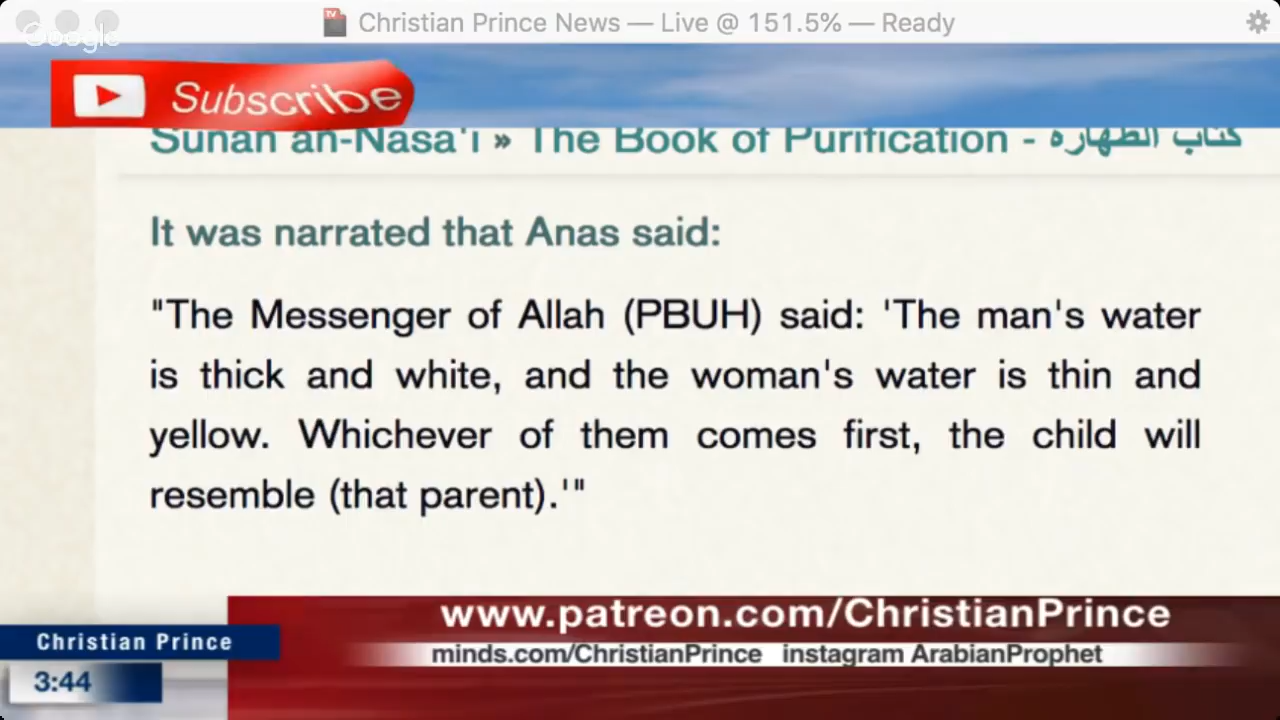 Christian Prince News — Live @ 151.5% — Ready
Google
Subscribe
Sunan an-Nasa'i » The Book of Purification - كتاب الطهارة
It was narrated that Anas said:
"The Messenger of Allah (PBUH) said: 'The man's water
is thick and white, and the woman's water is thin and
yellow. Whichever of them comes first, the child will
resemble (that parent).'"
www.patreon.com/ChristianPrince
Christian Prince
minds.com/ChristianPrince instagram ArabianProphet
3:44